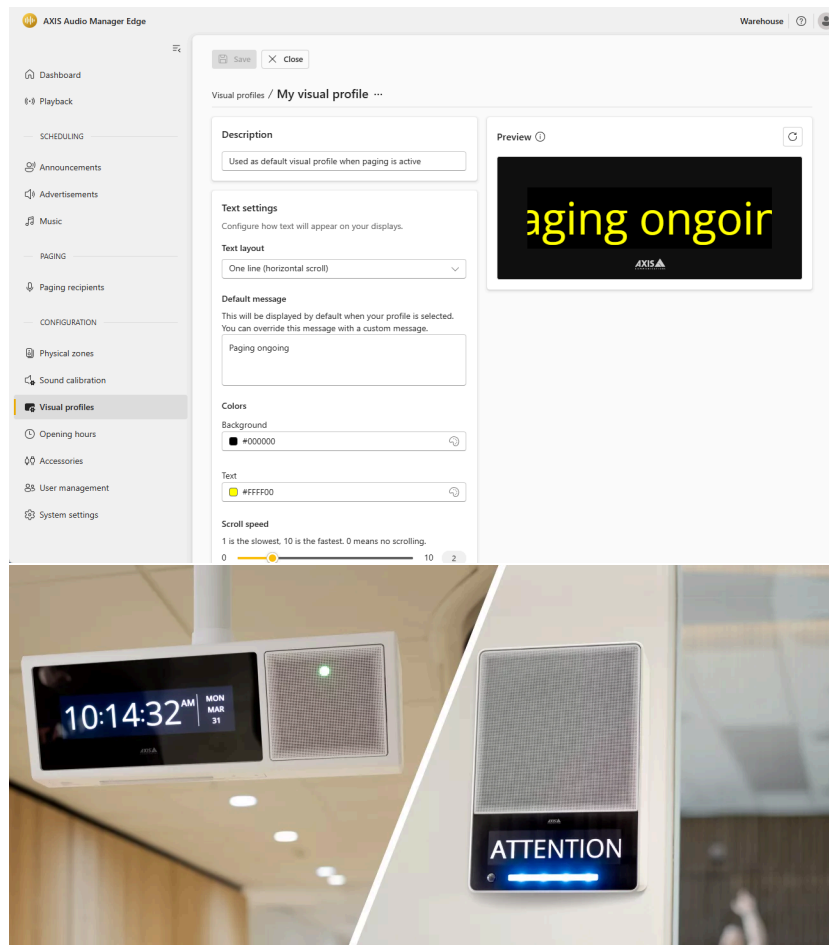 AXIS Audio Manager Edge
Warehouse
Dashboard
Playback
SCHEDULING
Announcements
Advertisements
Music
PAGING
Paging recipients
CONFIGURATION
Physical zones
Sound calibration
Visual profiles
Opening hours
Accessories
User management
System settings
Save
Close
Visual profiles / My visual profile ...
Description
Used as default visual profile when paging is active
Text settings
Configure how text will appear on your displays.
Text layout
One line (horizontal scroll)
Default message
This will be displayed by default when your profile is selected.
You can override this message with a custom message.
Paging ongoing
Colors
Background
#000000
Text
#FFFF00
Scroll speed
1 is the slowest, 10 is the fastest. 0 means no scrolling.
0
10
2
Preview
aging ongoin
AXIS
COMMUNICATIONS
10:14:32 AM
MON
MAR
31
AXIS
AXIS
ATTENTION